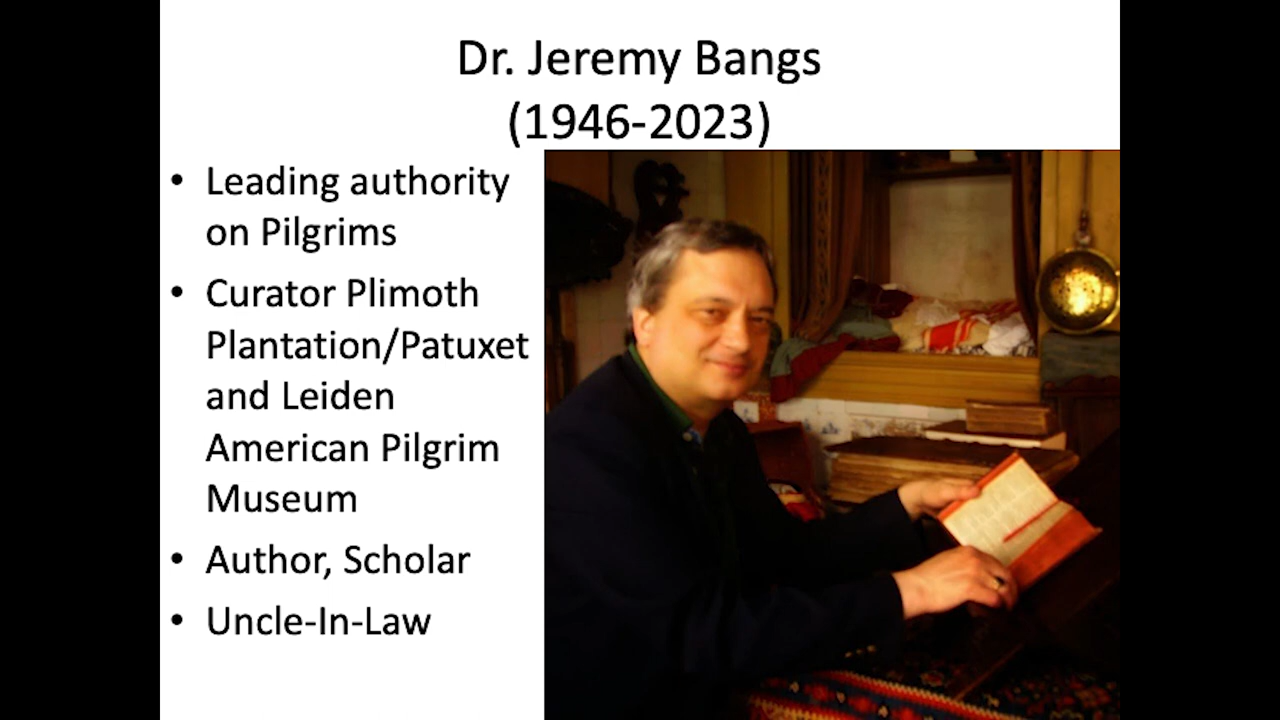 Dr. Jeremy Bangs
(1946-2023)
• Leading authority
on Pilgrims
• Curator Plimoth
Plantation/Patuxet
and Leiden
American Pilgrim
Museum
• Author, Scholar
• Uncle-In-Law